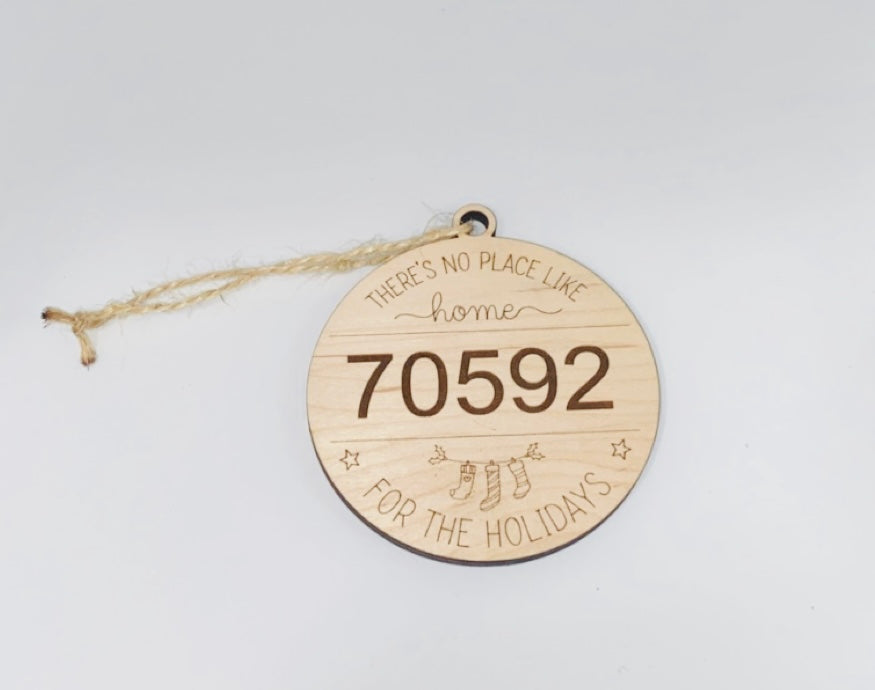 THERE'S NO PLACE LIKE
home
70592
FOR THE HOLIDAYS